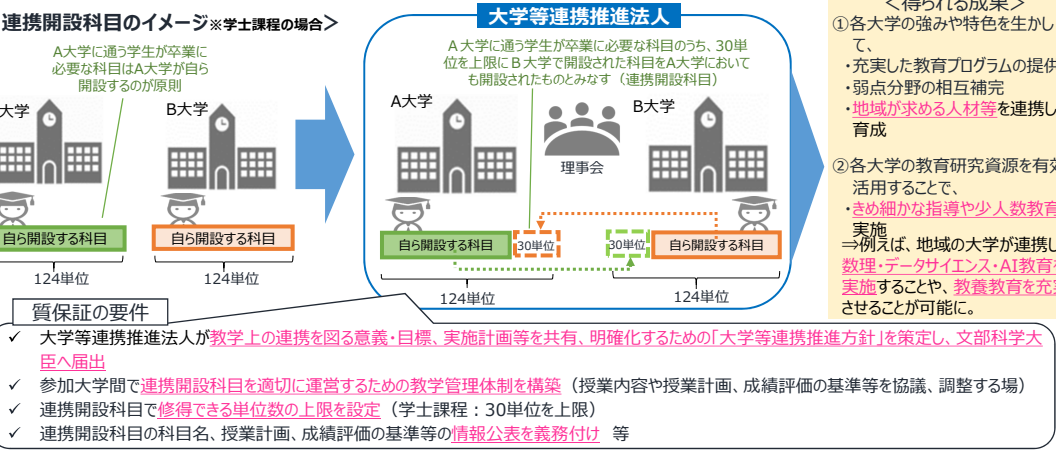 連携開設科目のイメージ※学士課程の場合＞
A大学に通う学生が卒業に
必要な科目はA大学が自ら
開設するのが原則
大学
B大学
自ら開設する科目
自ら開設する科目
124単位
124単位
大学等連携推進法人
A大学に通う学生が卒業に必要な科目のうち、30単
位を上限にB大学で開設された科目をA大学において
も開設されたものとみなす（連携開設科目）
A大学
B大学
理事会
自ら開設する科目
30単位
30単位
自ら開設する科目
124単位
124単位
＜得られる成果＞
①各大学の強みや特色を生かし
て、
・充実した教育プログラムの提供
・弱点分野の相互補完
・地域が求める人材等を連携し
育成
②各大学の教育研究資源を有効
活用することで、
・きめ細かな指導や少人数教育
実施
⇒例えば、地域の大学が連携し
数理・データサイエンス・AI教育を
実施することや、教養教育を充実
させることが可能に。
質保証の要件
✓ 大学等連携推進法人が教学上の連携を図る意義・目標、実施計画等を共有、明確化するための「大学等連携推進方針」を策定し、文部科学大
臣へ届出
✓ 参加大学間で連携開設科目を適切に運営するための教学管理体制を構築（授業内容や授業計画、成績評価の基準等を協議、調整する場）
✓ 連携開設科目で修得できる単位数の上限を設定（学士課程：30単位を上限）
✓ 連携開設科目の科目名、授業計画、成績評価の基準等の情報公表を義務付け 等